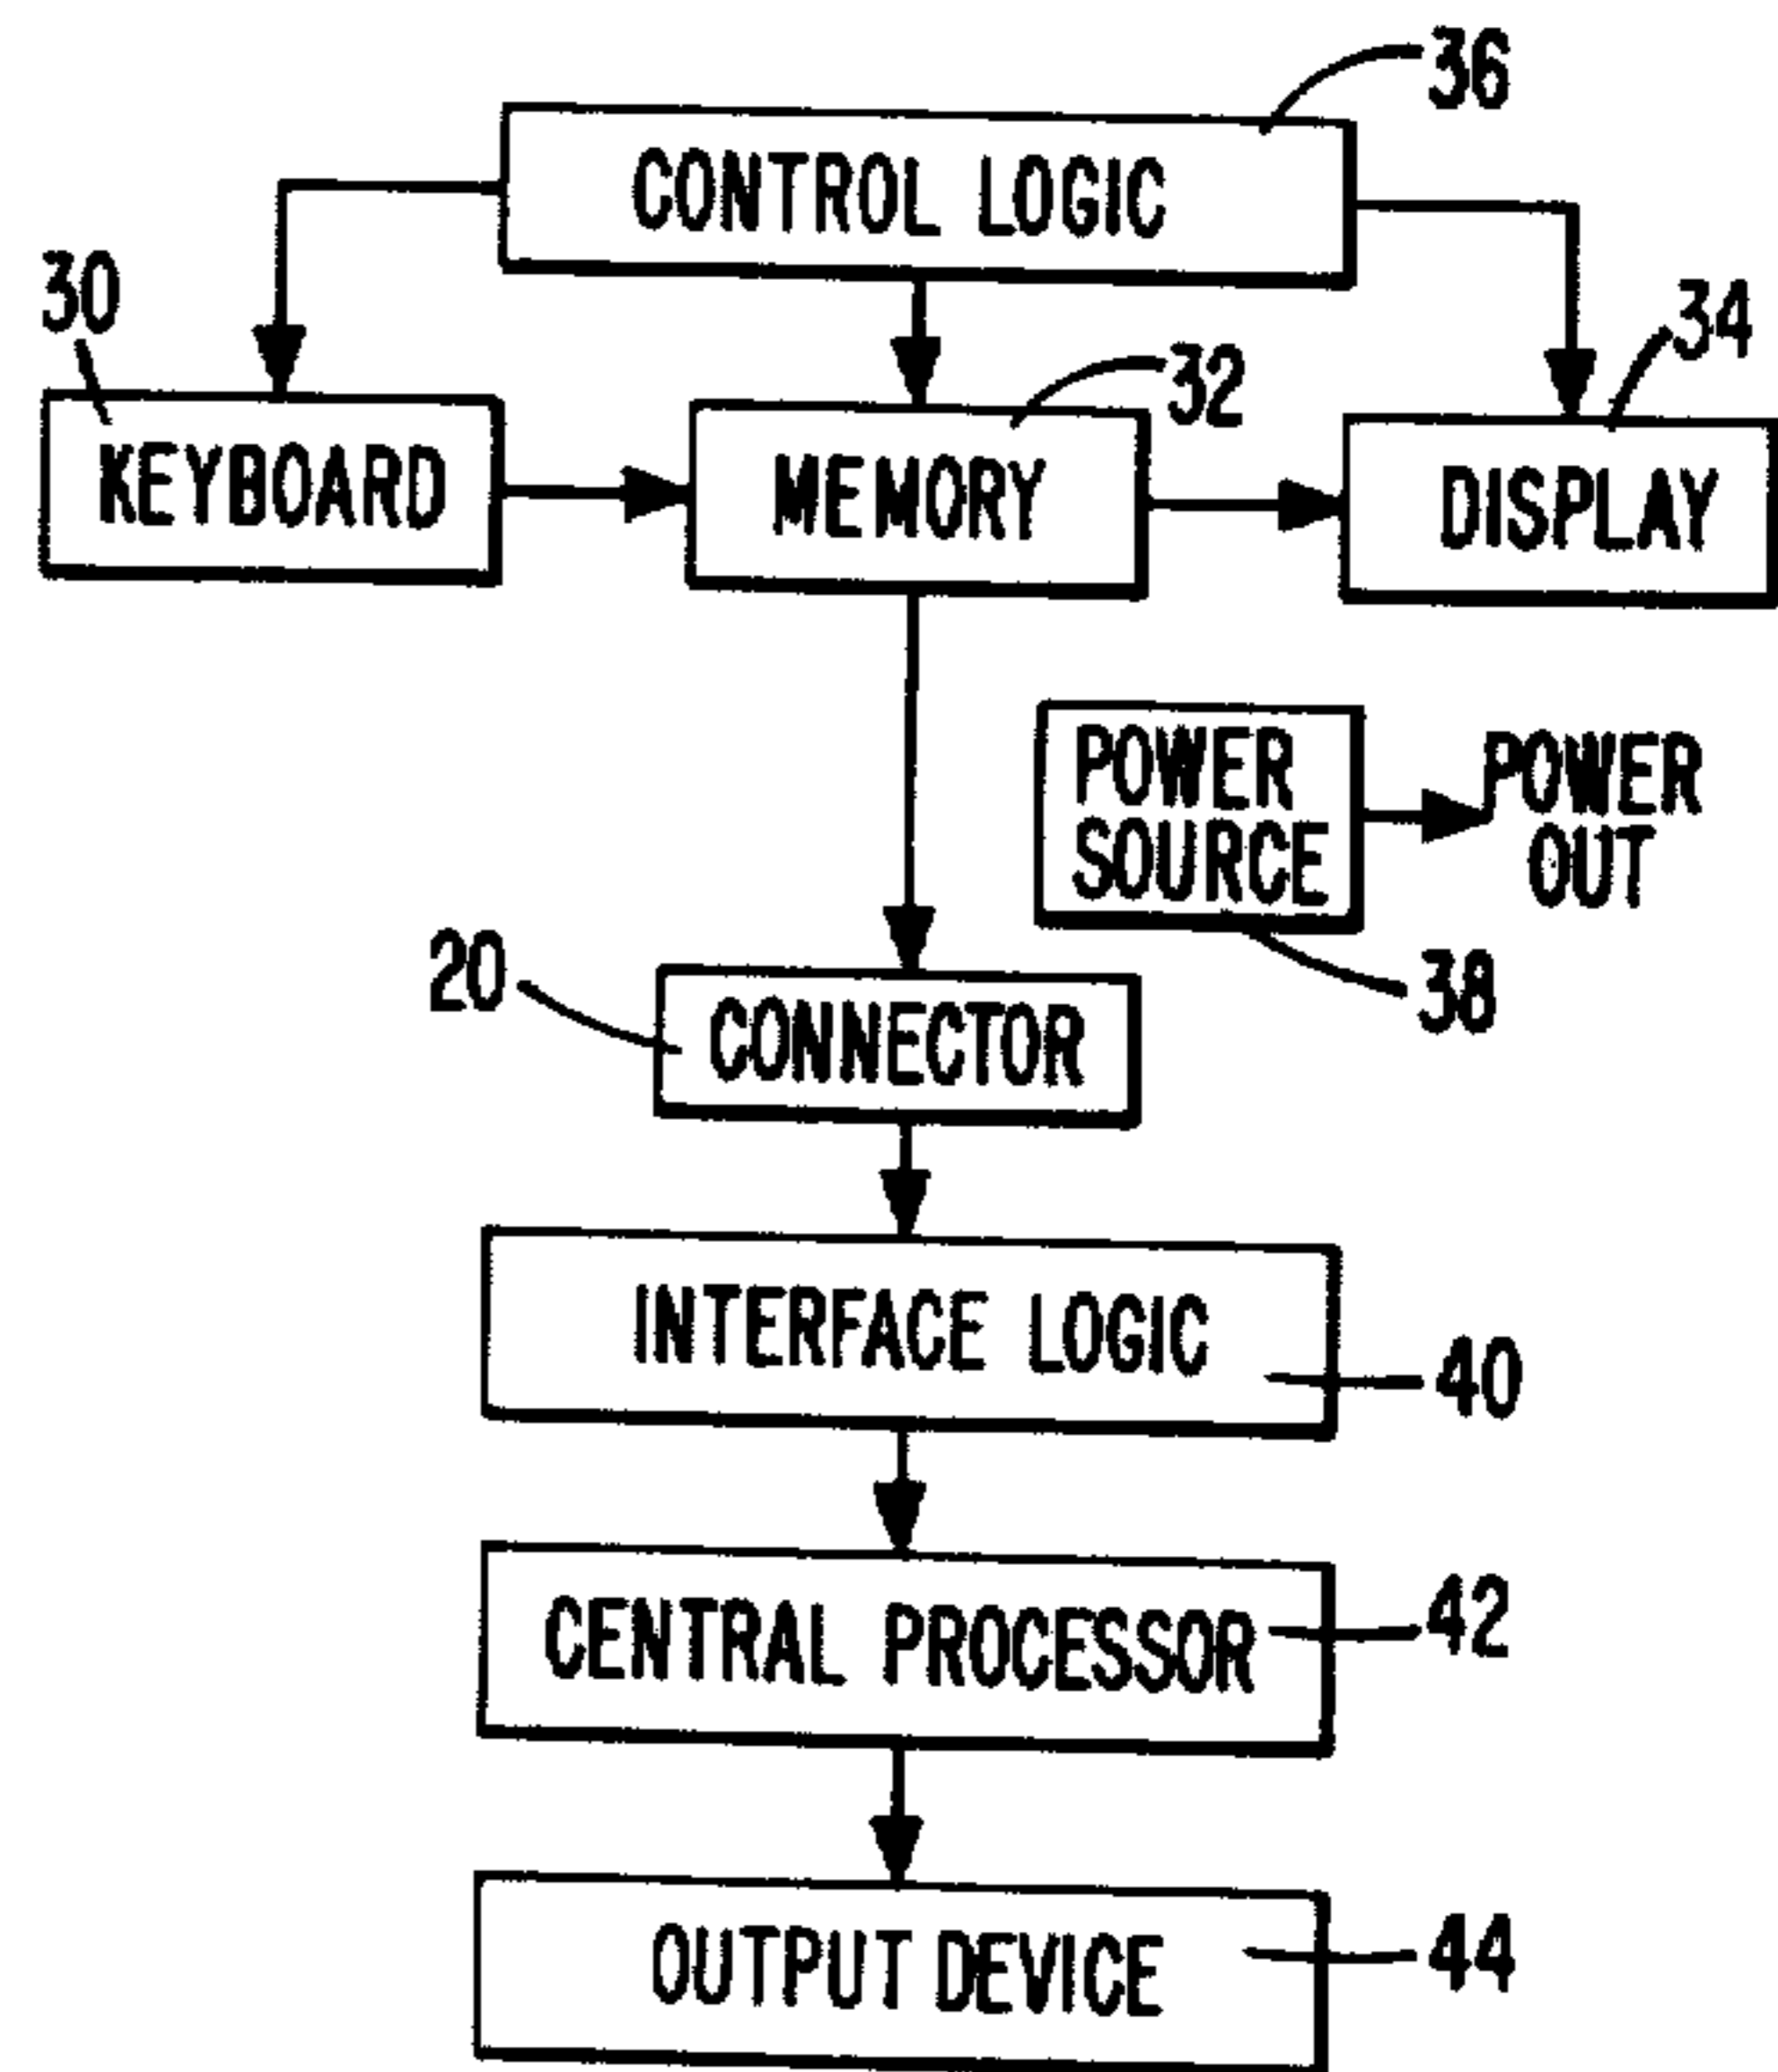 36
CONTROL LOGIC
30
34
32
KEYBOARD
MEMORY
DISPLAY
POWER
SOURCE
POWER
OUT
20
38
CONNECTOR
INTERFACE LOGIC
40
CENTRAL PROCESSOR
42
OUTPUT DEVICE
44